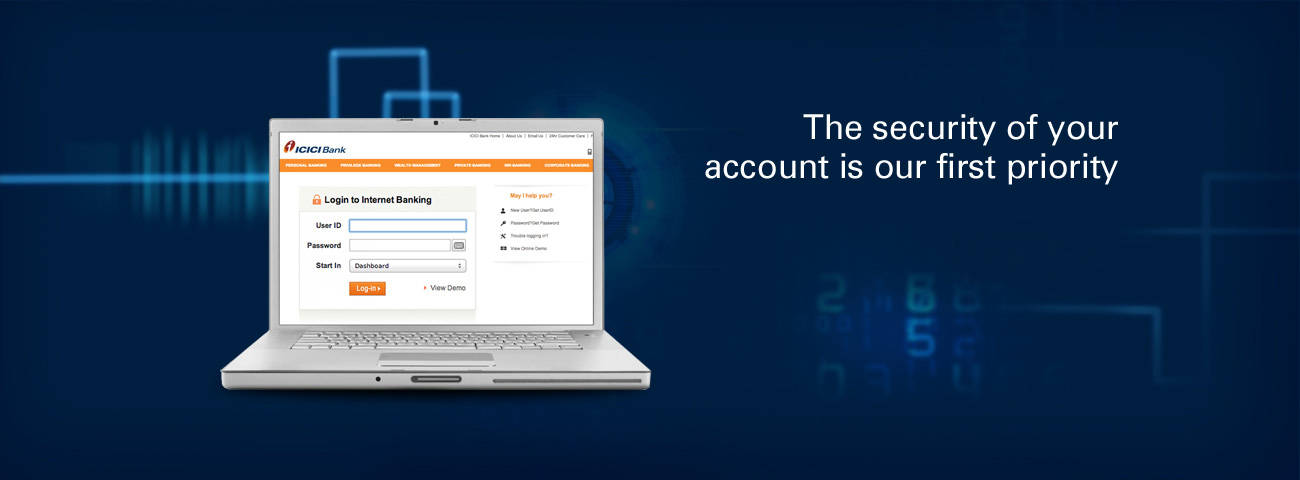 ICICI Bank Home | About Us | Email Us | 24hr Customer Care |
ICICI Bank
PERSONAL BANKING PRIVILEGE BANKING WEALTH MANAGEMENT PRIVATE BANKING NRI BANKING CORPORATE BANKING
Login to Internet Banking
User ID
Password
Start In Dashboard
Log-in View Demo
May I help you?
New User?Get UserID
Password?Get Password
Trouble logging in?
View Online Demo
The security of your
account is our first priority